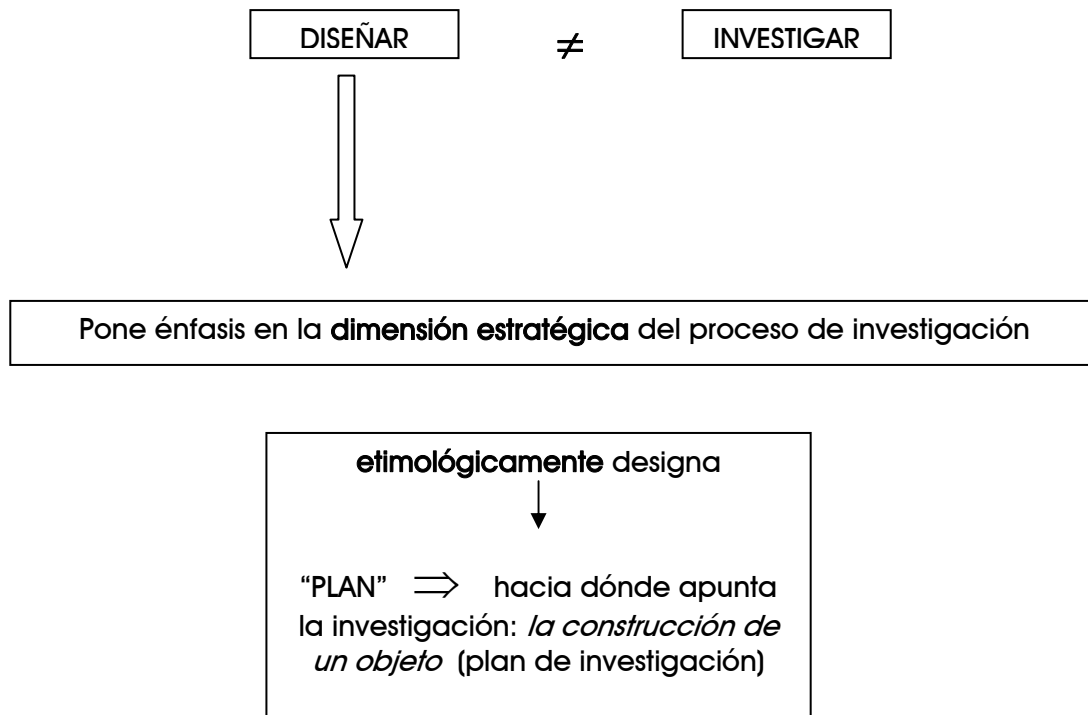 DISEÑAR ≠ INVESTIGAR
Pone énfasis en la dimensión estratégica del proceso de investigación
etimológicamente designa
“PLAN” ⇒ hacia dónde apunta
la investigación: la construcción de
un objeto (plan de investigación)